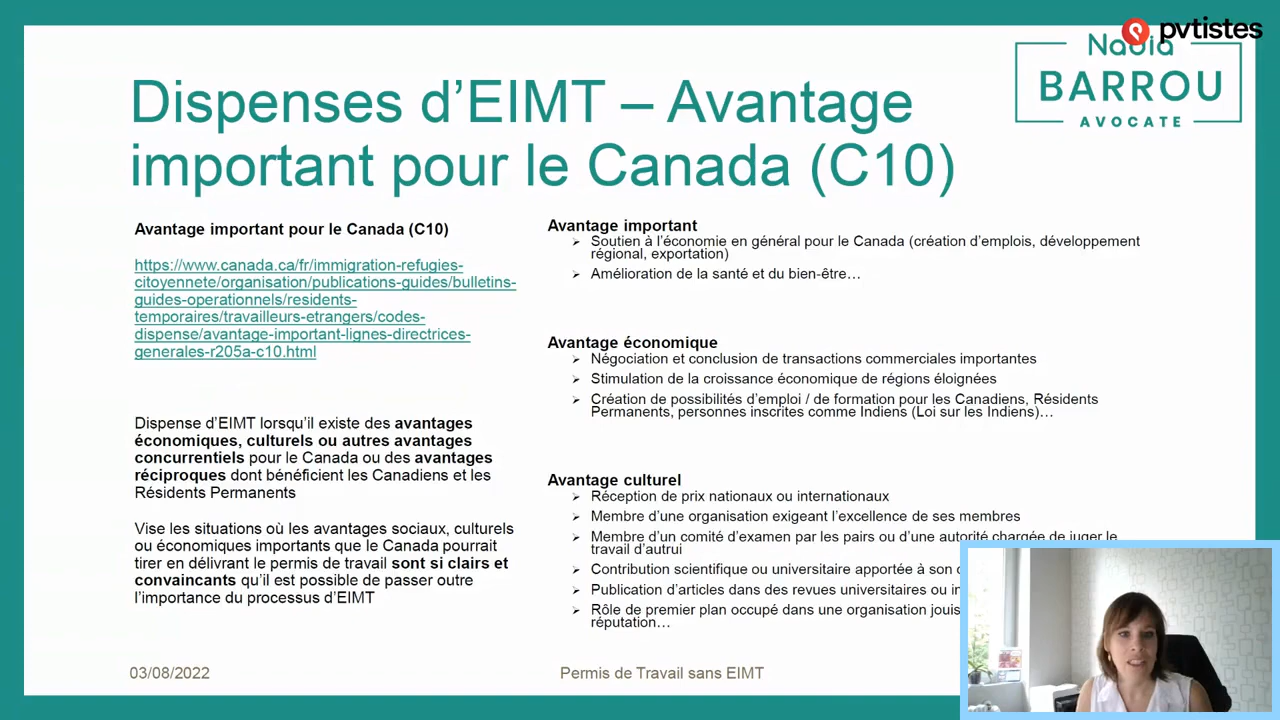 pvtistes
Nadia
BARROU
AVOCATE
Dispenses d’EIMT – Avantage
important pour le Canada (C10)
Avantage important pour le Canada (C10)
https://www.canada.ca/fr/immigration-refugies-
citoyennete/organisation/publications-guides/bulletins-
guides-operationnels/residents-
temporaires/travailleurs-etrangers/codes-
dispense/avantage-important-lignes-directrices-
generales-r205a-c10.html
Dispense d’EIMT lorsqu’il existe des avantages
économiques, culturels ou autres avantages
concurrentiels pour le Canada ou des avantages
réciproques dont bénéficient les Canadiens et les
Résidents Permanents
Vise les situations où les avantages sociaux, culturels
ou économiques importants que le Canada pourrait
tirer en délivrant le permis de travail sont si clairs et
convaincants qu’il est possible de passer outre
l’importance du processus d’EIMT
Avantage important
Soutien à l’économie en général pour le Canada (création d’emplois, développement
régional, exportation)
Amélioration de la santé et du bien-être…
Avantage économique
Négociation et conclusion de transactions commerciales importantes
Stimulation de la croissance économique de régions éloignées
Création de possibilités d’emploi / de formation pour les Canadiens, Résidents
Permanents, personnes inscrites comme Indiens (Loi sur les Indiens)…
Avantage culturel
Réception de prix nationaux ou internationaux
Membre d’une organisation exigeant l’excellence de ses membres
Membre d’un comité d’examen par les pairs ou d’une autorité chargée de juger le
travail d’autrui
Contribution scientifique ou universitaire apportée à son
Publication d’articles dans des revues universitaires ou
Rôle de premier plan occupé dans une organisation
réputation…
03/08/2022
Permis de Travail sans EIMT